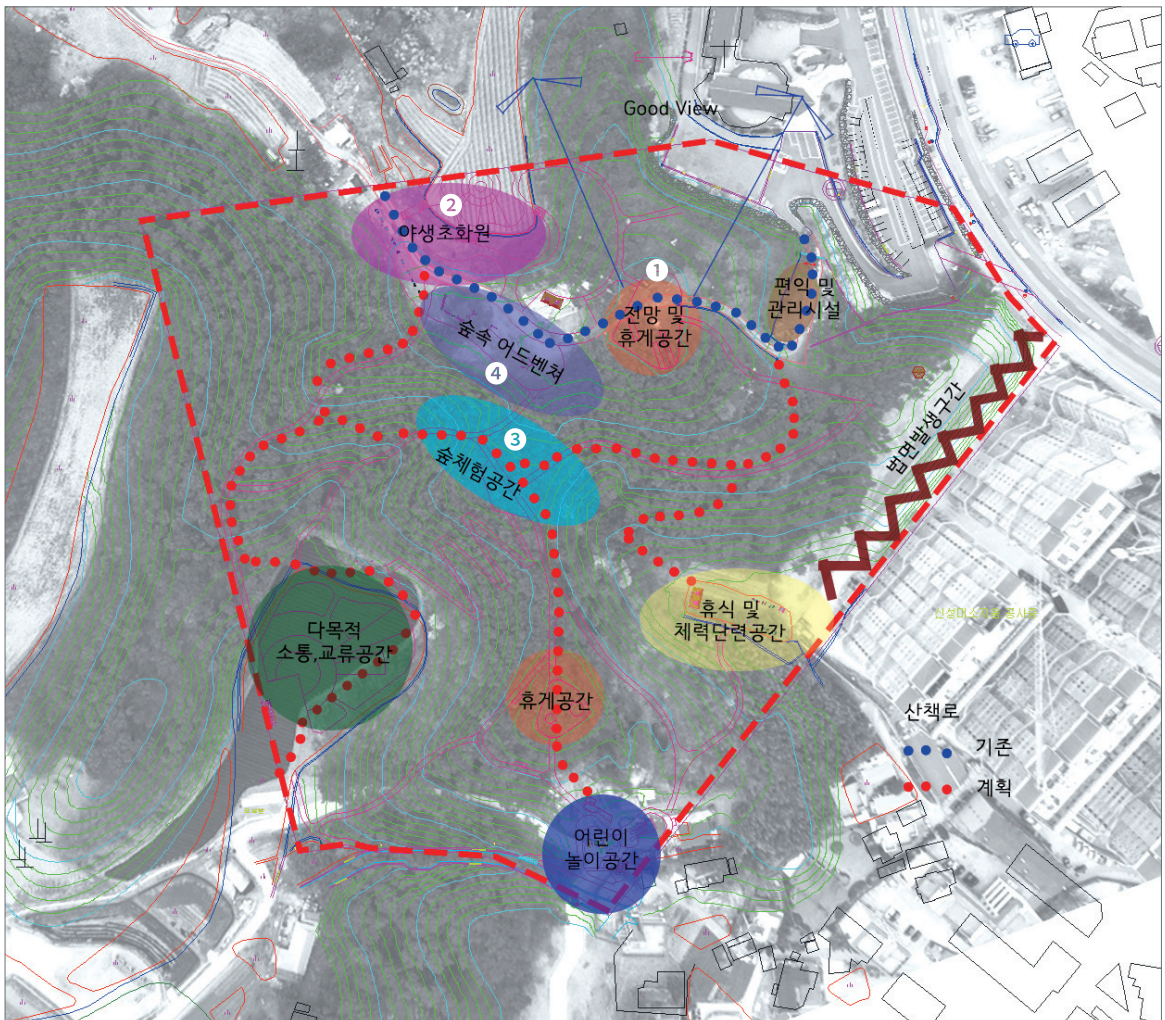 Good View
2
야생초화원
1
전망 및
휴게공간
편익 및
관리시설
숲속 어드벤쳐
4
3
숲체험공간
법면발생구간
휴식 및
체력단련공간
다목적
소통,교류공간
휴게공간
어린이
놀이공간
산책로
기존
계획